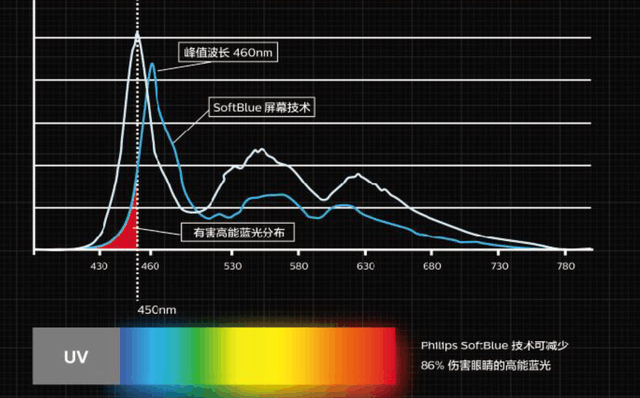 峰值波长 460nm
SoftBlue 屏幕技术
有害高能蓝光分布
430 460 530 580 630 680 730 780
450nm
UV
Philips SoftBlue 技术可减少
86% 伤害眼睛的高能蓝光